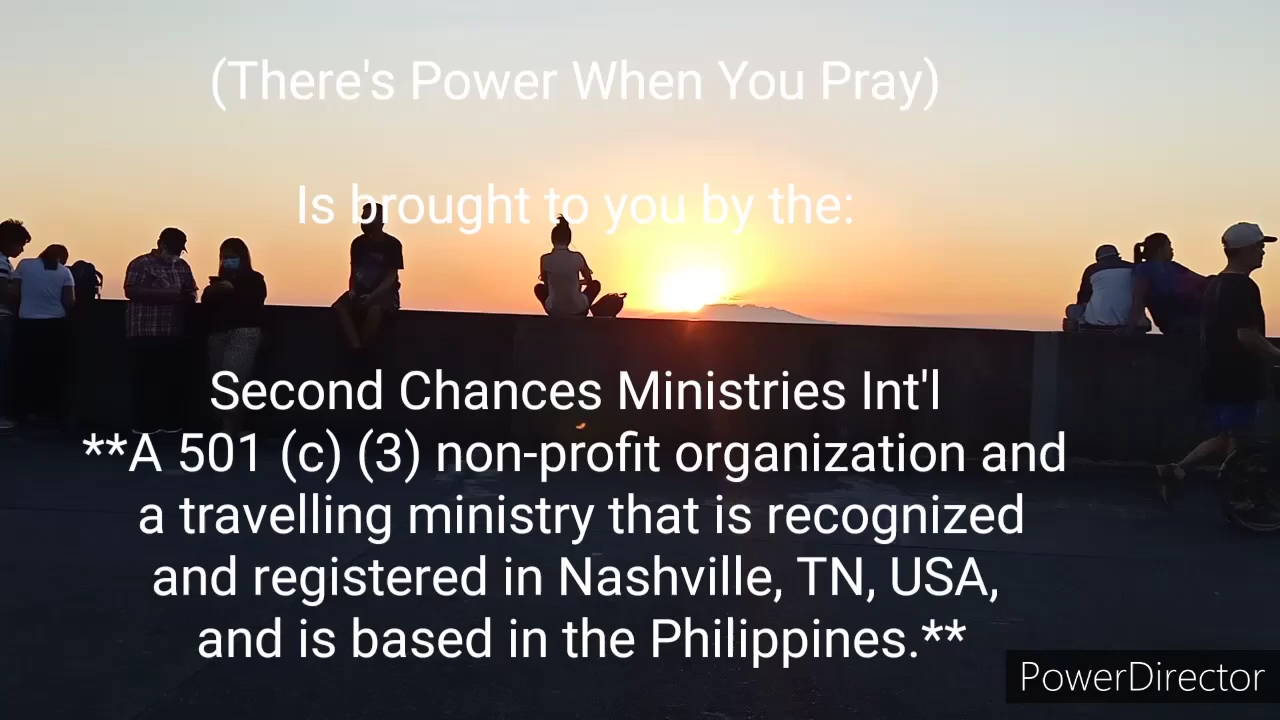 (There's Power When You Pray)
Is brought to you by the:
Second Chances Ministries Int'l
**A 501 (c) (3) non-profit organization and
a travelling ministry that is recognized
and registered in Nashville, TN, USA,
and is based in the Philippines.**
PowerDirector